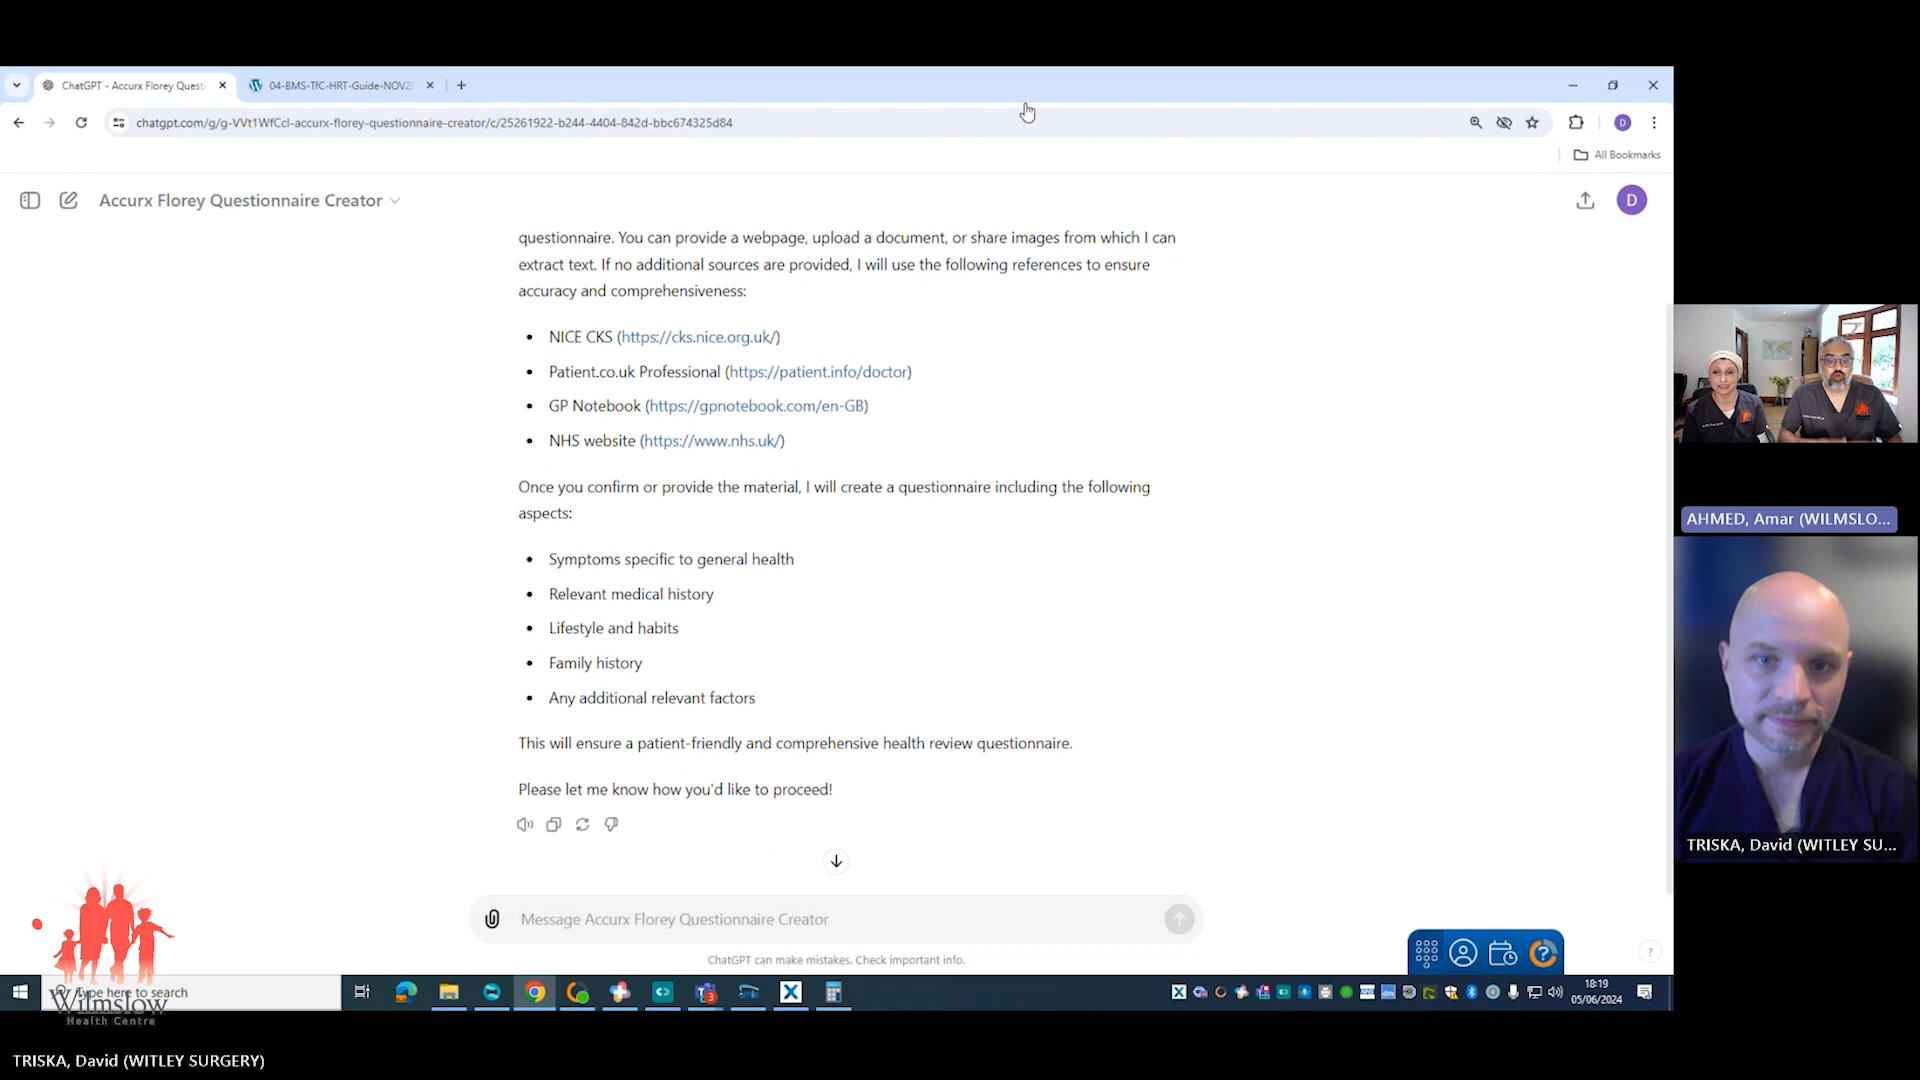 ChatGPT - Accurx Florey Questi
04-BMS-TfC-HRT-Guide-NOV2
chatgpt.com/g/g-VVt1WfCcl-accurx-florey-questionnaire-creator/c/25261922-b244-4404-842d-bbc674325d84
D
All Bookmarks
Accurx Florey Questionnaire Creator
D
questionnaire. You can provide a webpage, upload a document, or share images from which I can
extract text. If no additional sources are provided, I will use the following references to ensure
accuracy and comprehensiveness:
• NICE CKS (https://cks.nice.org.uk/)
• Patient.co.uk Professional (https://patient.info/doctor)
• GP Notebook (https://gpnotebook.com/en-GB)
• NHS website (https://www.nhs.uk/)
Once you confirm or provide the material, I will create a questionnaire including the following
aspects:
• Symptoms specific to general health
• Relevant medical history
• Lifestyle and habits
• Family history
• Any additional relevant factors
This will ensure a patient-friendly and comprehensive health review questionnaire.
Please let me know how you'd like to proceed!
Message Accurx Florey Questionnaire Creator
ChatGPT can make mistakes. Check important info.
?
Type here to search
18:19
05/06/2024
Wilmslow
Health Centre
AHMED, Amar (WILMSLO...
TRISKA, David (WITLEY SU...
TRISKA, David (WITLEY SURGERY)